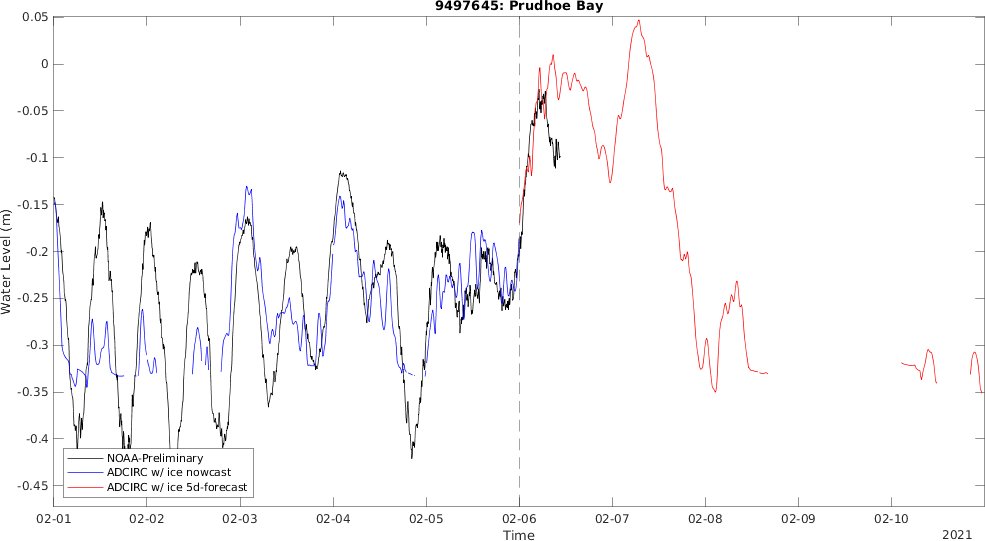 9497645: Prudhoe Bay
0.05
0
-0.05
-0.1
-0.15
-0.2
-0.25
-0.3
-0.35
-0.4
-0.45
Water Level (m)
NOAA-Preliminary
ADCIRC w/ ice nowcast
ADCIRC w/ ice 5d-forecast
02-01 02-02 02-03 02-04 02-05 02-06 02-07 02-08 02-09 02-10
Time
2021